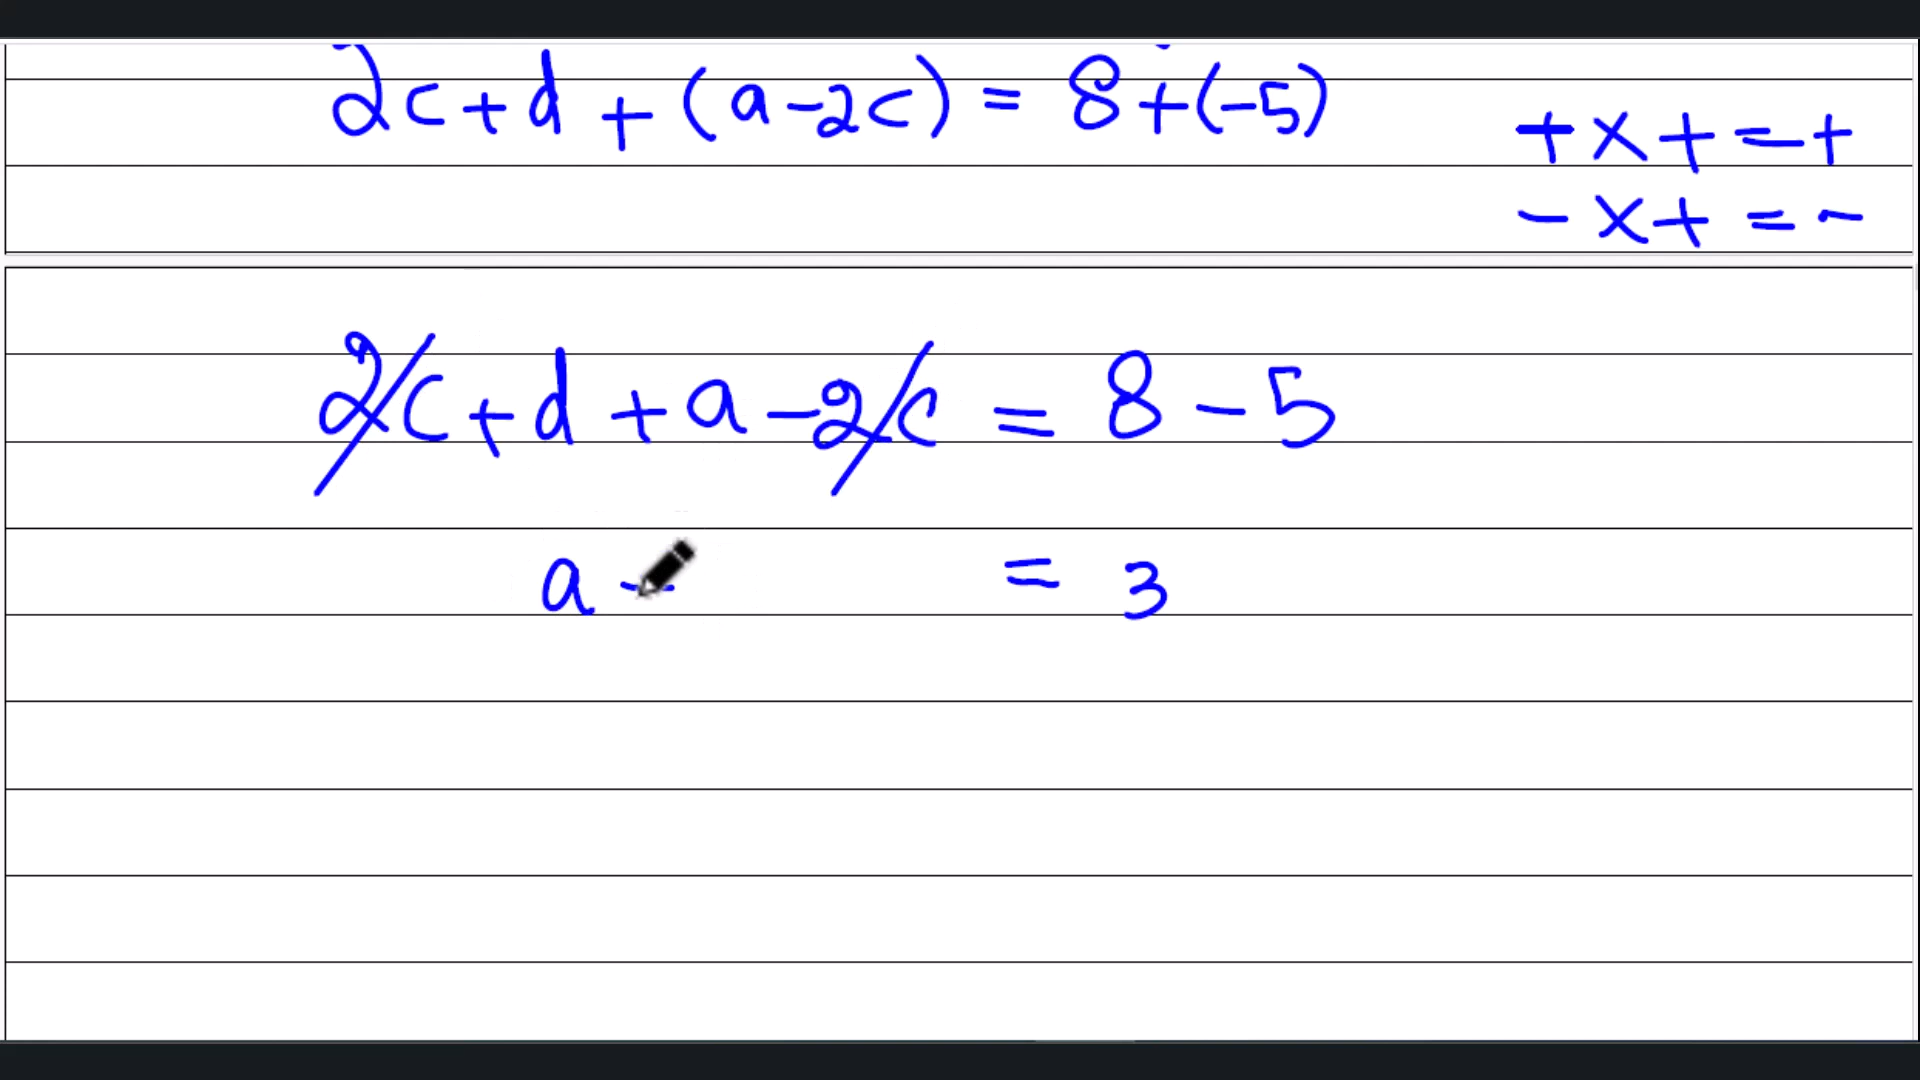 2c + d + (a - 2c) = 8 + (-5)
+ x + = +
- x + = -
2c + d + a - 2c = 8 - 5
a - = 3